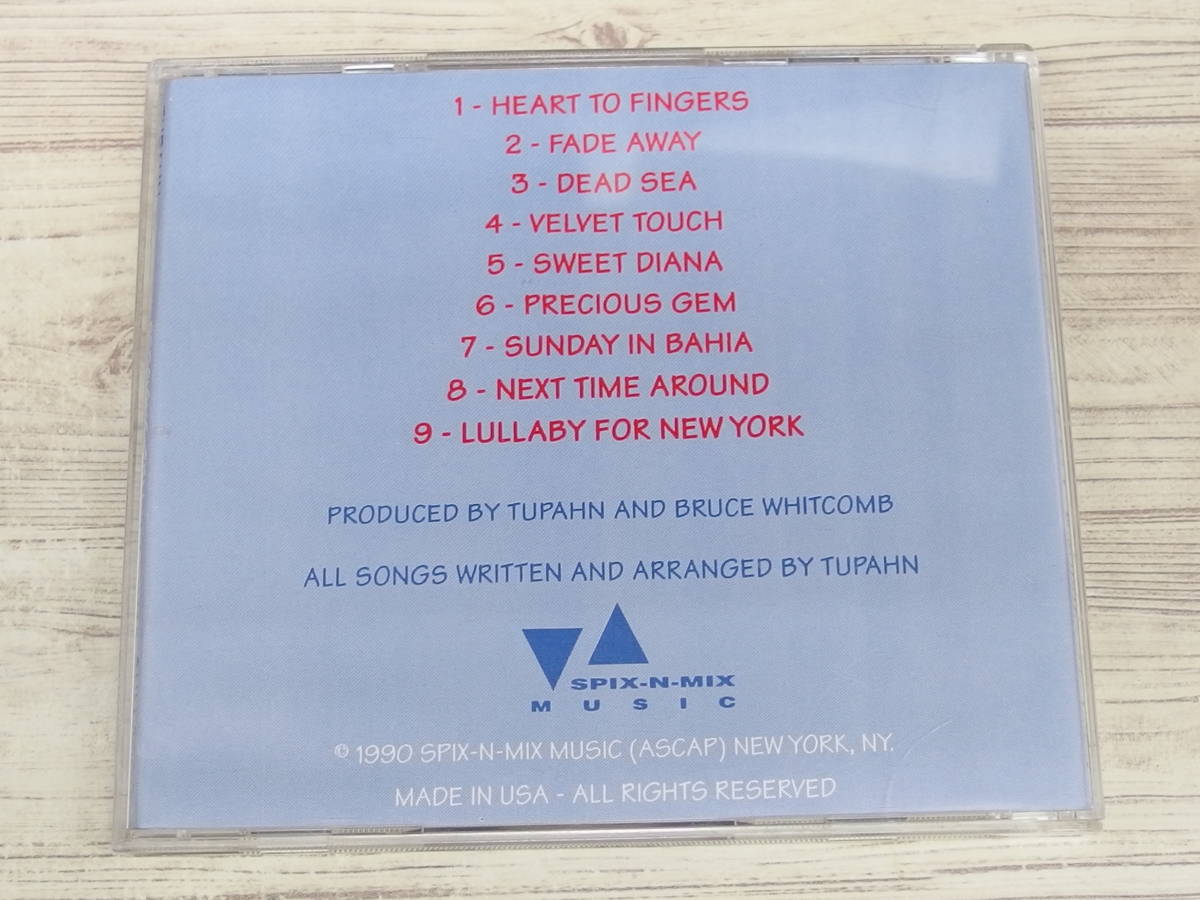 1 - HEART TO FINGERS
2 - FADE AWAY
3 - DEAD SEA
4 - VELVET TOUCH
5 - SWEET DIANA
6 - PRECIOUS GEM
7 - SUNDAY IN BAHIA
8 - NEXT TIME AROUND
9 - LULLABY FOR NEW YORK
PRODUCED BY TUPAHN AND BRUCE WHITCOMB
ALL SONGS WRITTEN AND ARRANGED BY TUPAHN
SPIX-N-MIX
MUSIC
© 1990 SPIX-N-MIX MUSIC (ASCAP) NEW YORK, NY.
MADE IN USA - ALL RIGHTS RESERVED